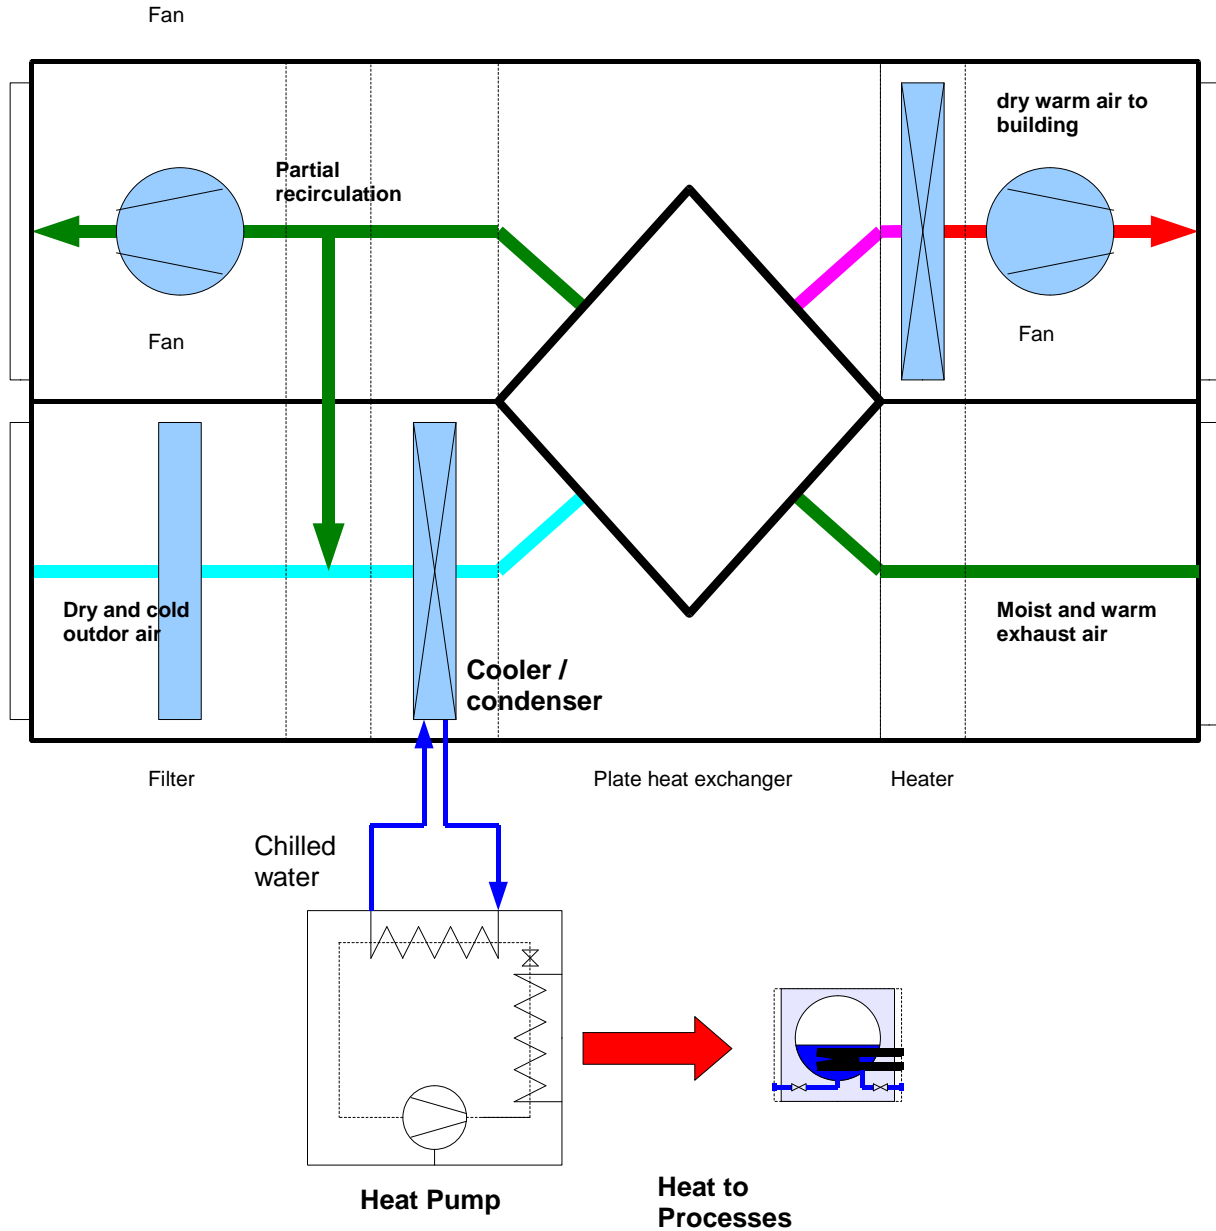 Fan
dry warm air to
building
Partial
recirculation
Fan
Fan
Dry and cold
outdor air
Moist and warm
exhaust air
Cooler /
condenser
Filter
Plate heat exchanger
Heater
Chilled
water
Heat Pump
Heat to
Processes